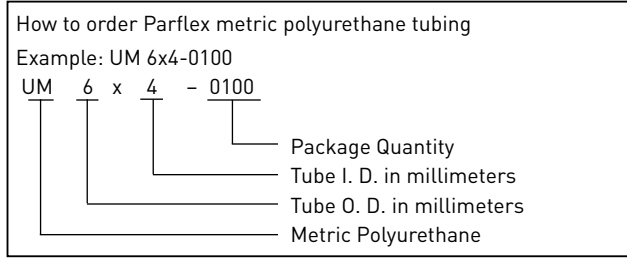 How to order Parflex metric polyurethane tubing
Example: UM 6x4-0100
UM 6 x 4 – 0100
Package Quantity
Tube I. D. in millimeters
Tube O. D. in millimeters
Metric Polyurethane